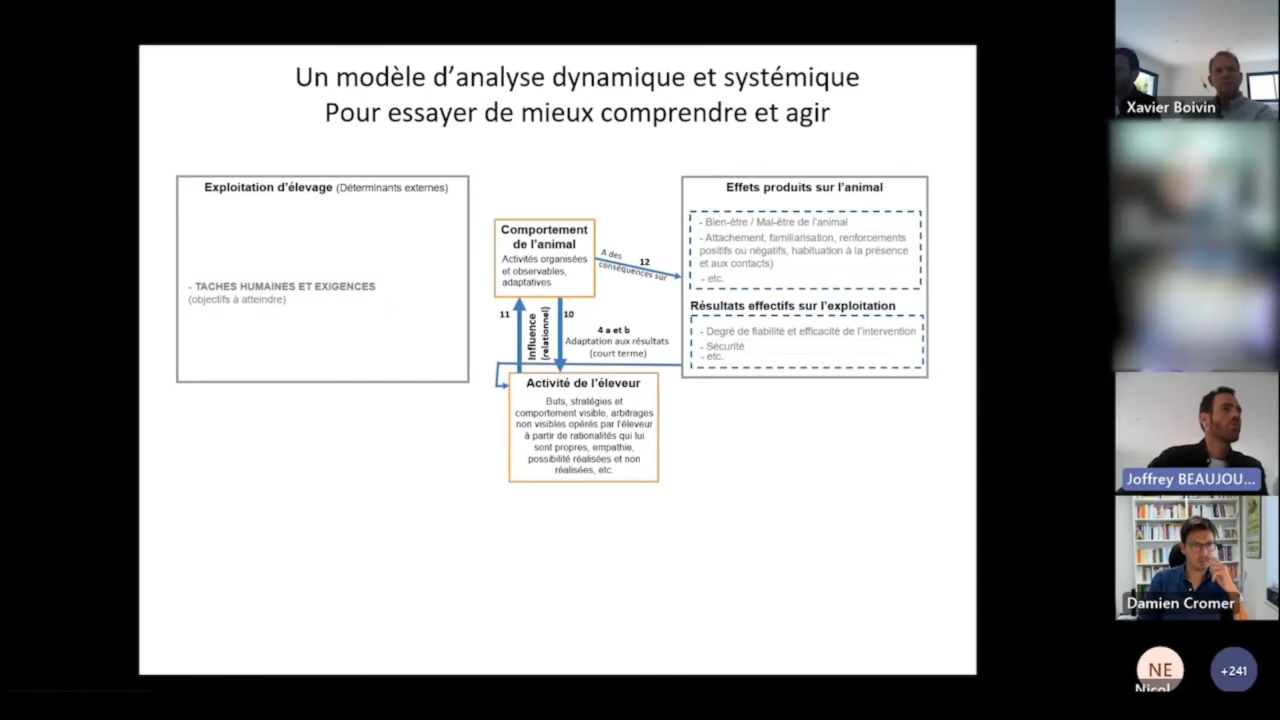 Un modèle d’analyse dynamique et systémique
Pour essayer de mieux comprendre et agir
Exploitation d’élevage (Déterminants externes)
- TACHES HUMAINES ET EXIGENCES
(objectifs à atteindre)
Comportement
de l’animal
Activités organisées
et observables,
adaptatives
A des
conséquences sur
12
11
Influence
(relationnel)
10
4 a et b
Adaptation aux résultats
(court terme)
Activité de l’éleveur
Buts, stratégies et
comportement visible, arbitrages
non visibles opérés par l’éleveur
à partir de rationalités qui lui
sont propres, empathie,
possibilité réalisées et non
réalisées, etc.
Effets produits sur l’animal
- Bien-être / Mal-être de l’animal
- Attachement, familiarisation, renforcements
positifs ou négatifs, habituation à la présence
et aux contacts)
- etc.
Résultats effectifs sur l’exploitation
- Degré de fiabilité et efficacité de l’intervention
- Sécurité
- etc.
Xavier Boivin
Joffrey BEAUJOU...
Damien Cromer
NE
Nicol
+241